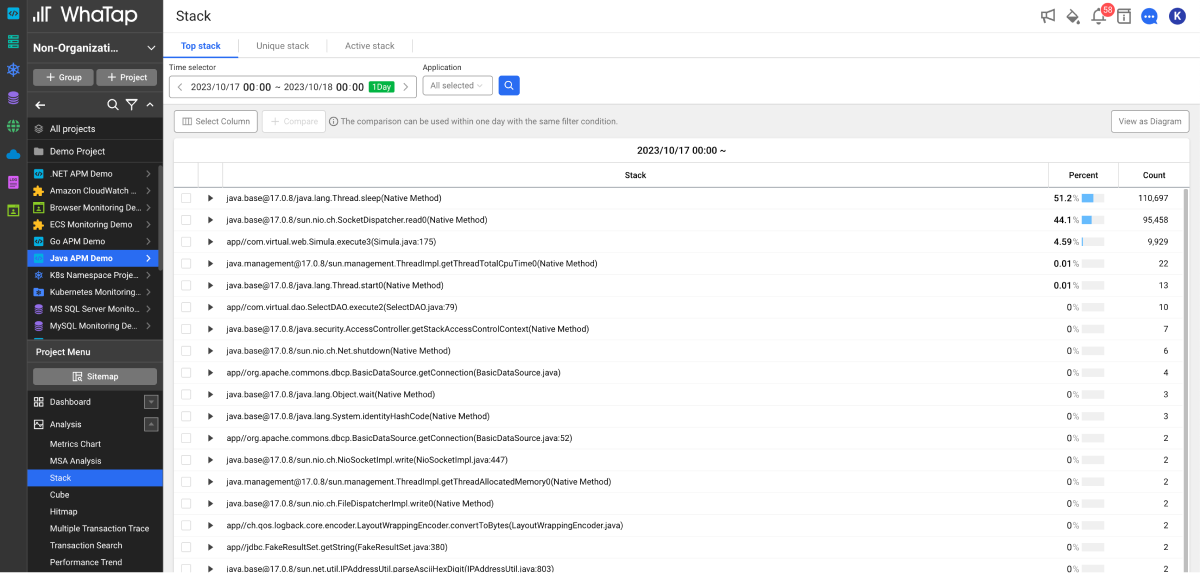 WhaTap
Non-Organizati...
+ Group
+ Project
All projects
Demo Project
.NET APM Demo
Amazon CloudWatch ...
Browser Monitoring De...
ECS Monitoring Demo
Go APM Demo
Java APM Demo
K8s Namespace Proje...
Kubernetes Monitoring...
MS SQL Server Monito...
MySQL Monitoring De...
Project Menu
Sitemap
Dashboard
Analysis
Metrics Chart
MSA Analysis
Stack
Cube
Hitmap
Multiple Transaction Trace
Transaction Search
Performance Trend
Stack
58
K
Top stack
Unique stack
Active stack
Time selector
Application
2023/10/17 00:00 ~ 2023/10/18 00:00 1Day
All selected
Select Column
+ Compare
The comparison can be used within one day with the same filter condition.
View as Diagram
2023/10/17 00:00 ~
Stack Percent Count
java.base@17.0.8/java.lang.Thread.sleep(Native Method) 51.2% 110,697
java.base@17.0.8/sun.nio.ch.SocketDispatcher.read0(Native Method) 44.1% 95,458
app//com.virtual.web.Simula.execute3(Simula.java:175) 4.59% 9,929
java.management@17.0.8/sun.management.ThreadImpl.getThreadTotalCpuTime0(Native Method) 0.01% 22
java.base@17.0.8/java.lang.Thread.start0(Native Method) 0.01% 13
app//com.virtual.dao.SelectDAO.execute2(SelectDAO.java:79) 0% 10
java.base@17.0.8/java.security.AccessController.getStackAccessControlContext(Native Method) 0% 7
java.base@17.0.8/sun.nio.ch.Net.shutdown(Native Method) 0% 6
app//org.apache.commons.dbcp.BasicDataSource.getConnection(BasicDataSource.java) 0% 4
java.base@17.0.8/java.lang.Object.wait(Native Method) 0% 3
java.base@17.0.8/java.lang.System.identityHashCode(Native Method) 0% 3
app//org.apache.commons.dbcp.BasicDataSource.getConnection(BasicDataSource.java:52) 0% 2
java.base@17.0.8/sun.nio.ch.NioSocketImpl.write(NioSocketImpl.java:447) 0% 2
java.management@17.0.8/sun.management.ThreadImpl.getThreadAllocatedMemory0(Native Method) 0% 2
java.base@17.0.8/sun.nio.ch.FileDispatcherImpl.write0(Native Method) 0% 2
app//ch.qos.logback.core.encoder.LayoutWrappingEncoder.convertToBytes(LayoutWrappingEncoder.java) 0% 2
app//jdbc.FakeResultSet.getString(FakeResultSet.java:380) 0% 2
java.base@17.0.8/sun.net.util.IPAddressUtil.parseAsciiHexDigit(IPAddressUtil.java:803) 0% 2